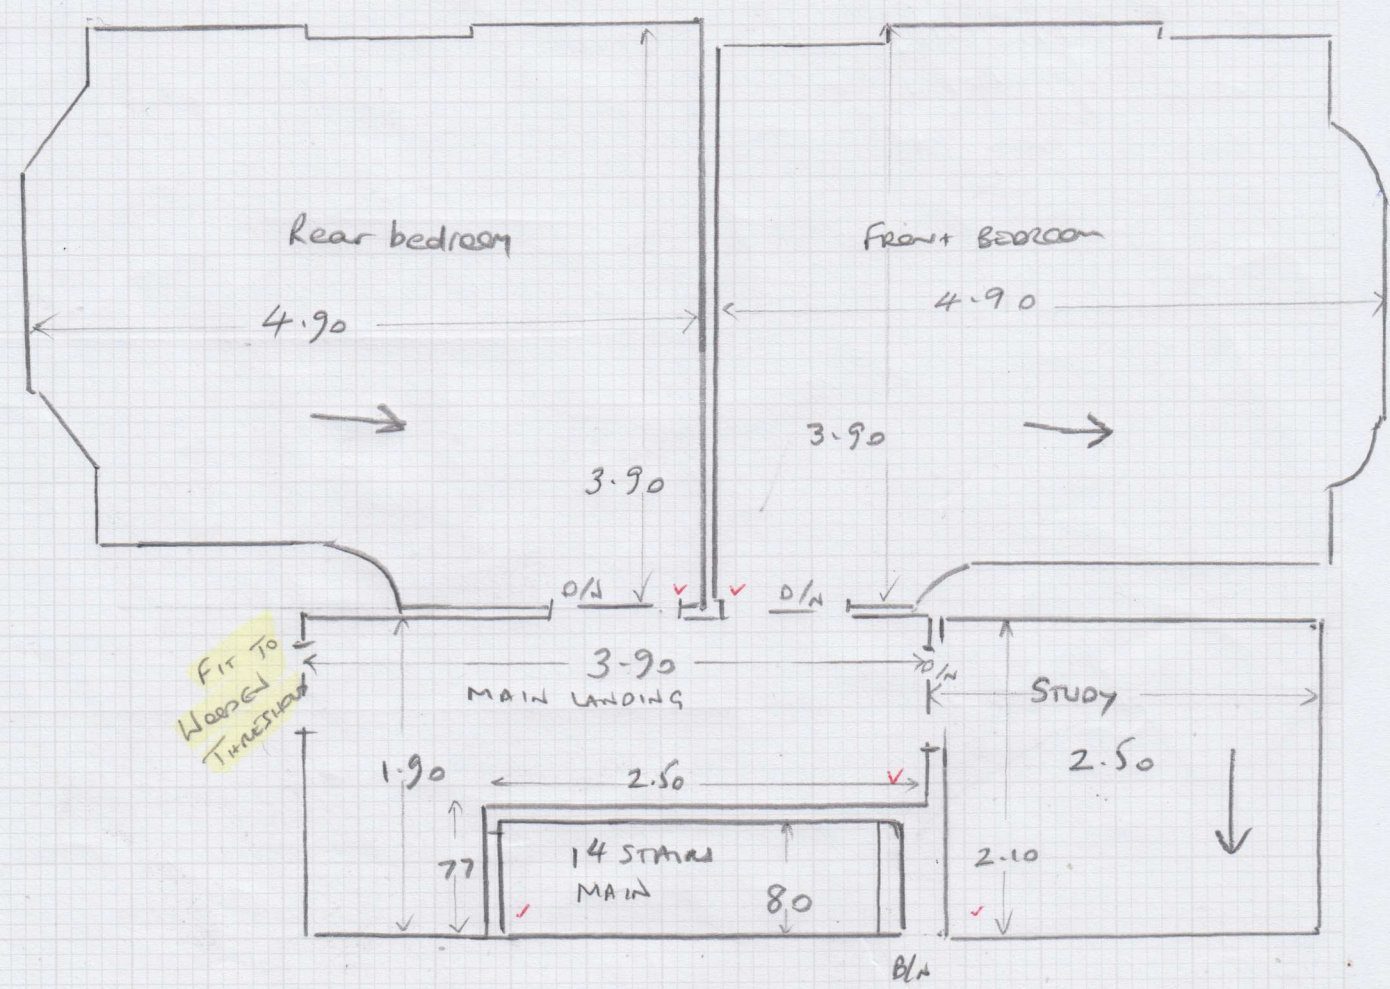 Rear bedroom
FRONT BEDROOM
4.90
4.90
3.90
3.90
D/N
D/N
FIT TO
WOODEN
THRESHOLD
3.90
MAIN LANDING
D/N
STUDY
2.50
1.90
2.50
77
14 STAIRS
MAIN
80
2.10
B/N